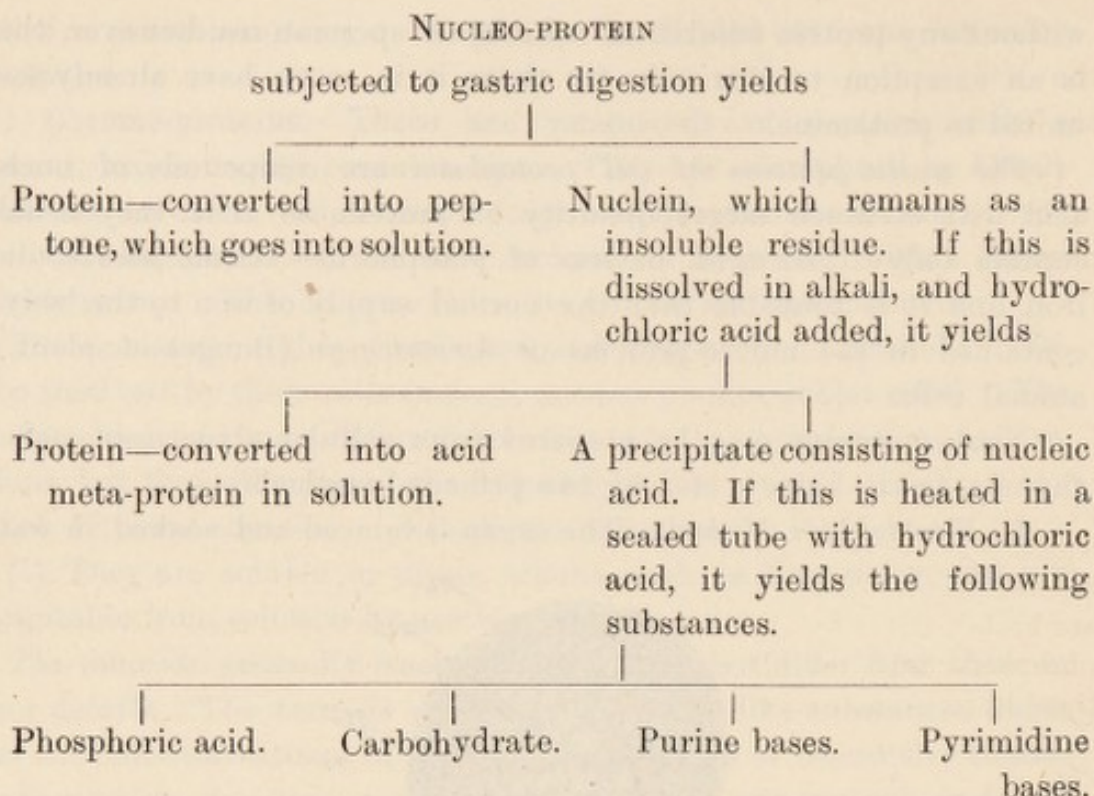 NUCLEO-PROTEIN
subjected to gastric digestion yields
Protein—converted into pep-
tone, which goes into solution.
Nuclein, which remains as an
insoluble residue. If this is
dissolved in alkali, and hydro-
chloric acid added, it yields
Protein—converted into acid
meta-protein in solution.
A precipitate consisting of nucleic
acid. If this is heated in a
sealed tube with hydrochloric
acid, it yields the following
substances.
Phosphoric acid.
Carbohydrate.
Purine bases.
Pyrimidine
bases.